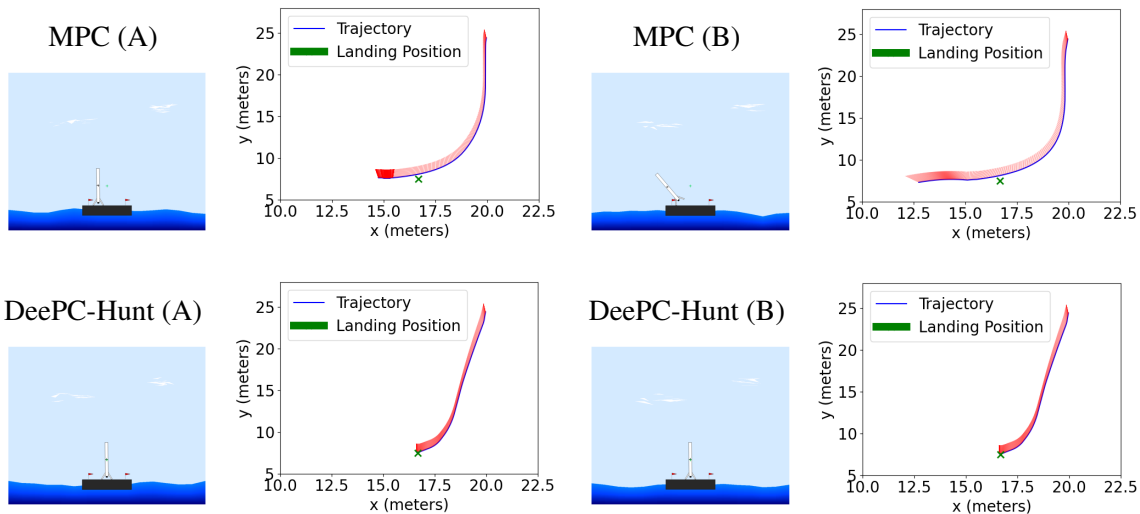 MPC (A)
25
20
15
10
5
y (meters)
Trajectory
Landing Position
10.0 12.5 15.0 17.5 20.0 22.5
x (meters)
MPC (B)
25
20
15
10
5
y (meters)
Trajectory
Landing Position
10.0 12.5 15.0 17.5 20.0 22.5
x (meters)
DeePC-Hunt (A)
25
20
15
10
5
y (meters)
Trajectory
Landing Position
10.0 12.5 15.0 17.5 20.0 22.5
x (meters)
DeePC-Hunt (B)
25
20
15
10
5
y (meters)
Trajectory
Landing Position
10.0 12.5 15.0 17.5 20.0 22.5
x (meters)